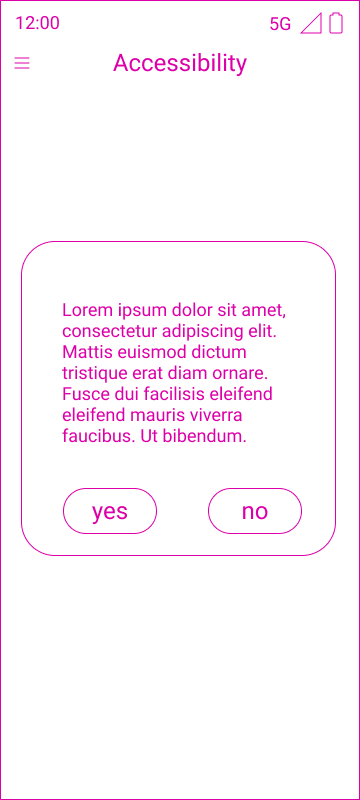 12:00
5G
Accessibility
Lorem ipsum dolor sit amet,
consectetur adipiscing elit.
Mattis euismod dictum
tristique erat diam ornare.
Fusce dui facilisis eleifend
eleifend mauris viverra
faucibus. Ut bibendum.
yes
no